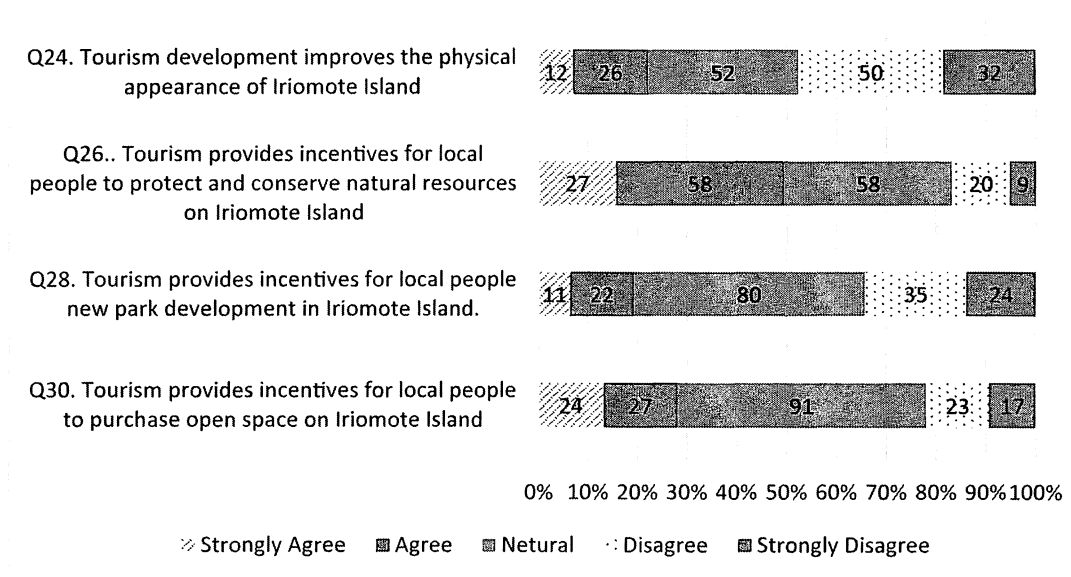 Q24. Tourism development improves the physical
appearance of Iriomote Island
12 26 52 50 32
Q26.. Tourism provides incentives for local
people to protect and conserve natural resources
on Iriomote Island
27 58 58 20 9
Q28. Tourism provides incentives for local people
new park development in Iriomote Island.
11 22 80 35 24
Q30. Tourism provides incentives for local people
to purchase open space on Iriomote Island
24 27 91 23 17
0% 10% 20% 30% 40% 50% 60% 70% 80% 90% 100%
Strongly Agree Agree Netural Disagree Strongly Disagree